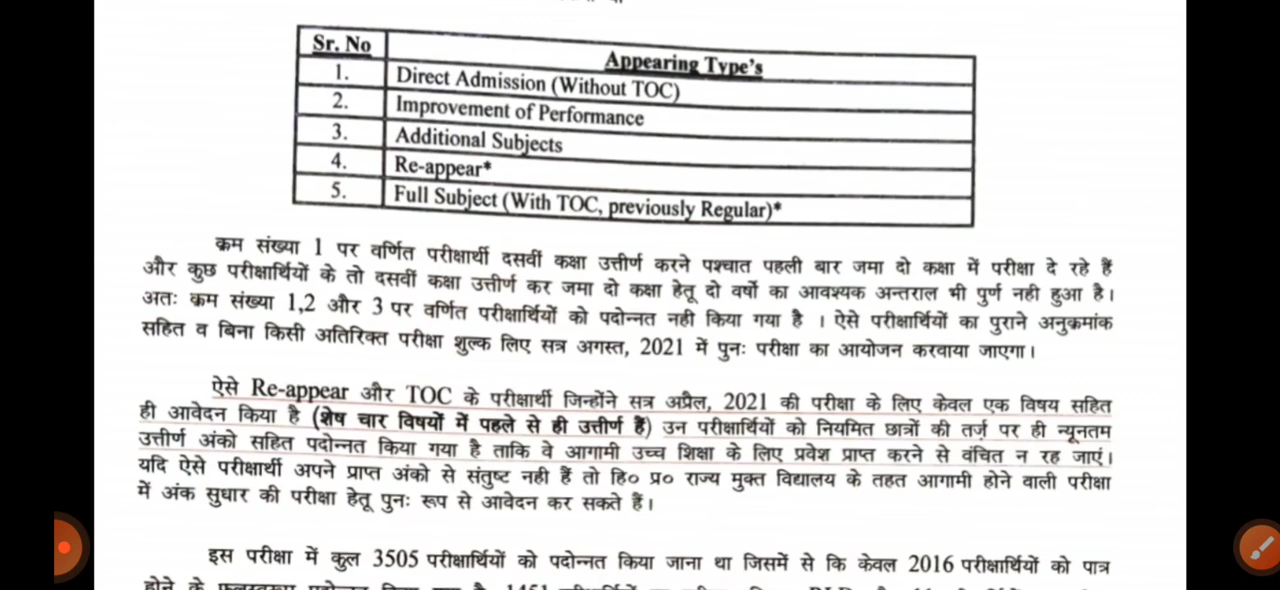 Sr. No Appearing Type's
1. Direct Admission (Without TOC)
2. Improvement of Performance
3. Additional Subjects
4. Re-appear*
5. Full Subject (With TOC, previously Regular)*
क्रम संख्या 1 पर वर्णित परीक्षार्थी दसवीं कक्षा उत्तीर्ण करने पश्चात पहली बार जमा दो कक्षा में परीक्षा दे रहे हैं
और कुछ परीक्षार्थियों के तो दसवीं कक्षा उत्तीर्ण कर जमा दो कक्षा हेतू दो वर्षो का आवश्यक अन्तराल भी पुर्ण नही हुआ है।
अतः क्रम संख्या 1,2 और 3 पर वर्णित परीक्षार्थियों को पदोन्नत नही किया गया है । ऐसे परीक्षार्थियों का पुराने अनुक्रमांक
सहित व बिना किसी अतिरिक्त परीक्षा शुल्क लिए सत्र अगस्त, 2021 में पुनः परीक्षा का आयोजन करवाया जाएगा।
ऐसे Re-appear और TOC के परीक्षार्थी जिन्होंने सत्र अप्रैल, 2021 की परीक्षा के लिए केवल एक विषय सहित
ही आवेदन किया है (शेष चार विषयों में पहले से ही उत्तीर्ण हैं) उन परीक्षार्थियों को नियमित छात्रों की तर्ज़ पर ही न्यूनतम
उत्तीर्ण अंको सहित पदोन्नत किया गया है ताकि वे आगामी उच्च शिक्षा के लिए प्रवेश प्राप्त करने से वंचित न रह जाएं।
यदि ऐसे परीक्षार्थी अपने प्राप्त अंको से संतुष्ट नही हैं तो हि० प्र० राज्य मुक्त विद्यालय के तहत आगामी होने वाली परीक्षा
में अंक सुधार की परीक्षा हेतू पुनः रूप से आवेदन कर सकते हैं।
इस परीक्षा में कुल 3505 परीक्षार्थियों को पदोन्नत किया जाना था जिसमें से कि केवल 2016 परीक्षार्थियों को पात्र